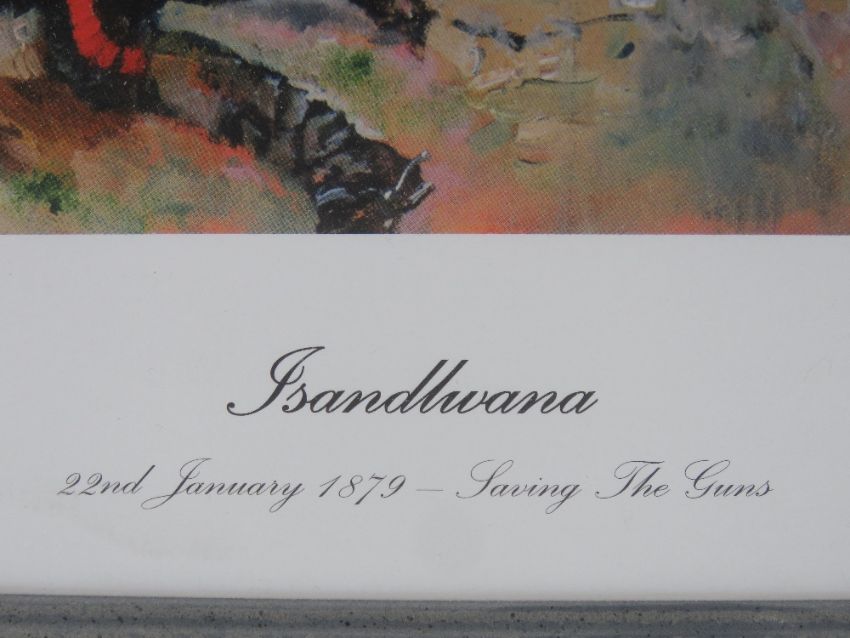 Isandlwana
22nd January 1879 – Saving The Guns